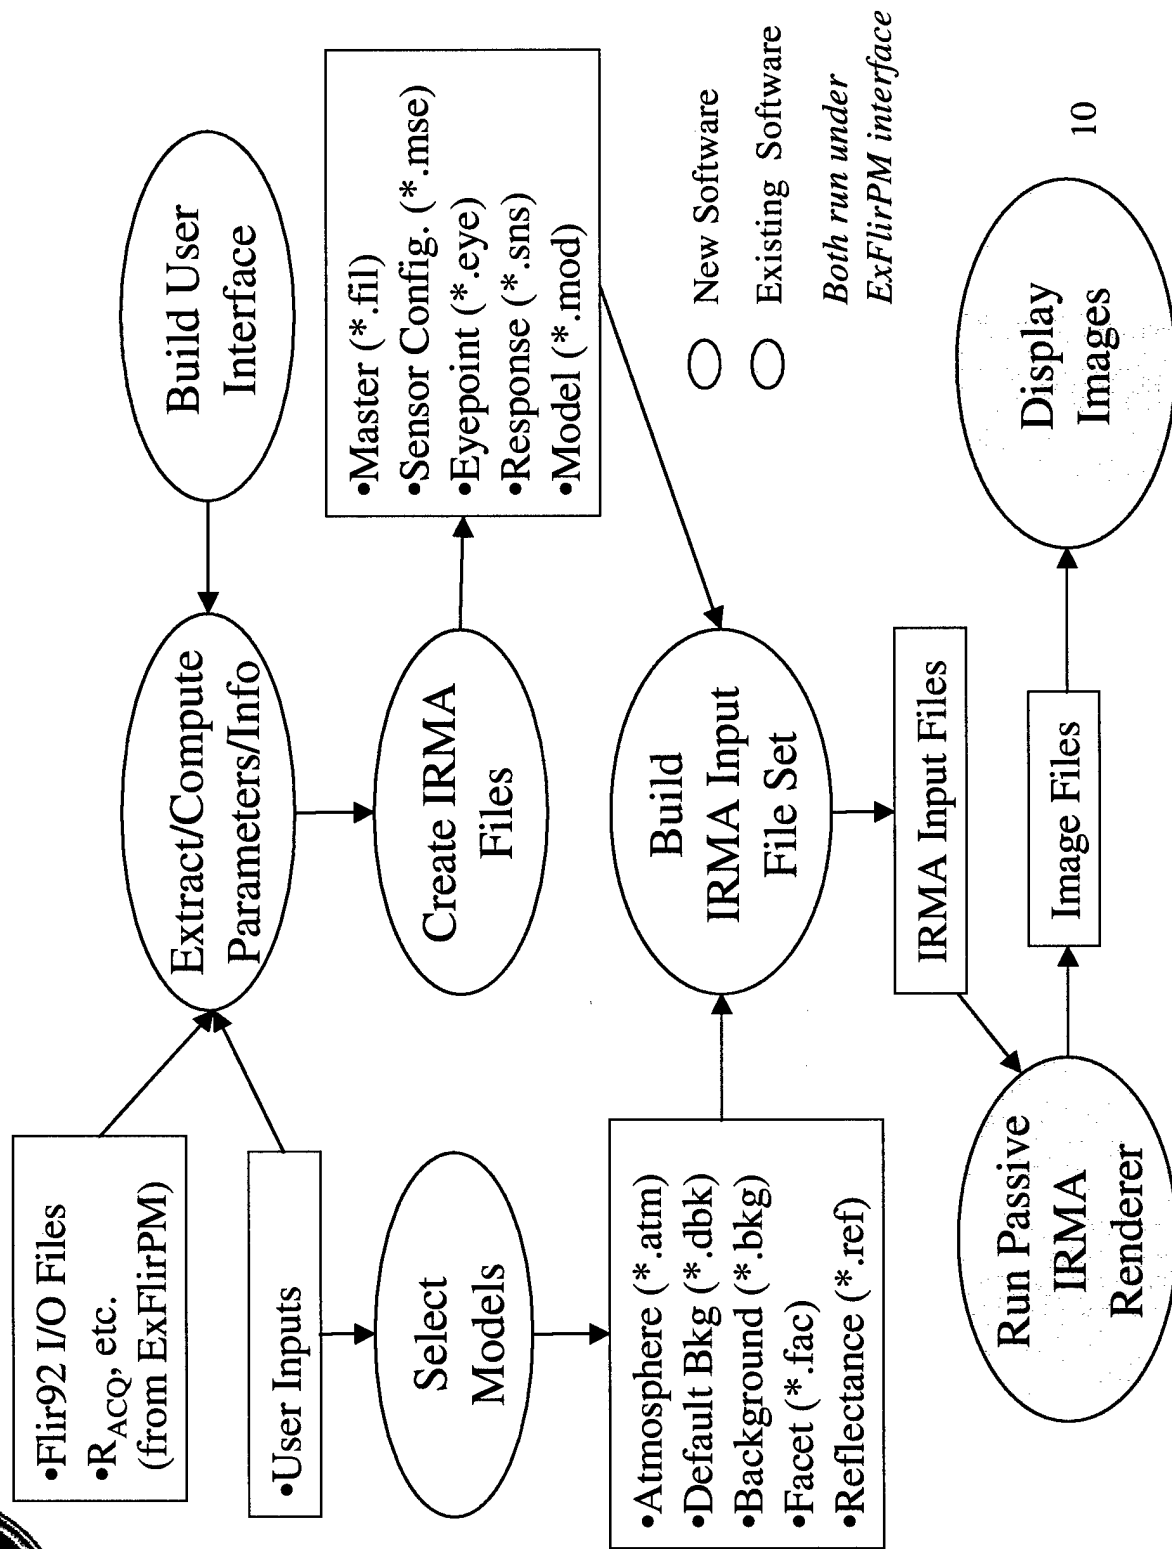 •Flir92 I/O Files
•R_ACQ, etc.
(from ExFlirPM)
•User Inputs
Extract/Compute
Parameters/Info
Build User
Interface
Select
Models
Create IRMA
Files
•Master (*.fil)
•Sensor Config. (*.mse)
•Eyepoint (*.eye)
•Response (*.sns)
•Model (*.mod)
•Atmosphere (*.atm)
•Default Bkg (*.dbk)
•Background (*.bkg)
•Facet (*.fac)
•Reflectance (*.ref)
Build
IRMA Input
File Set
New Software
Existing Software
Both run under
ExFlirPM interface
IRMA Input Files
Run Passive
IRMA
Renderer
Image Files
Display
Images
10